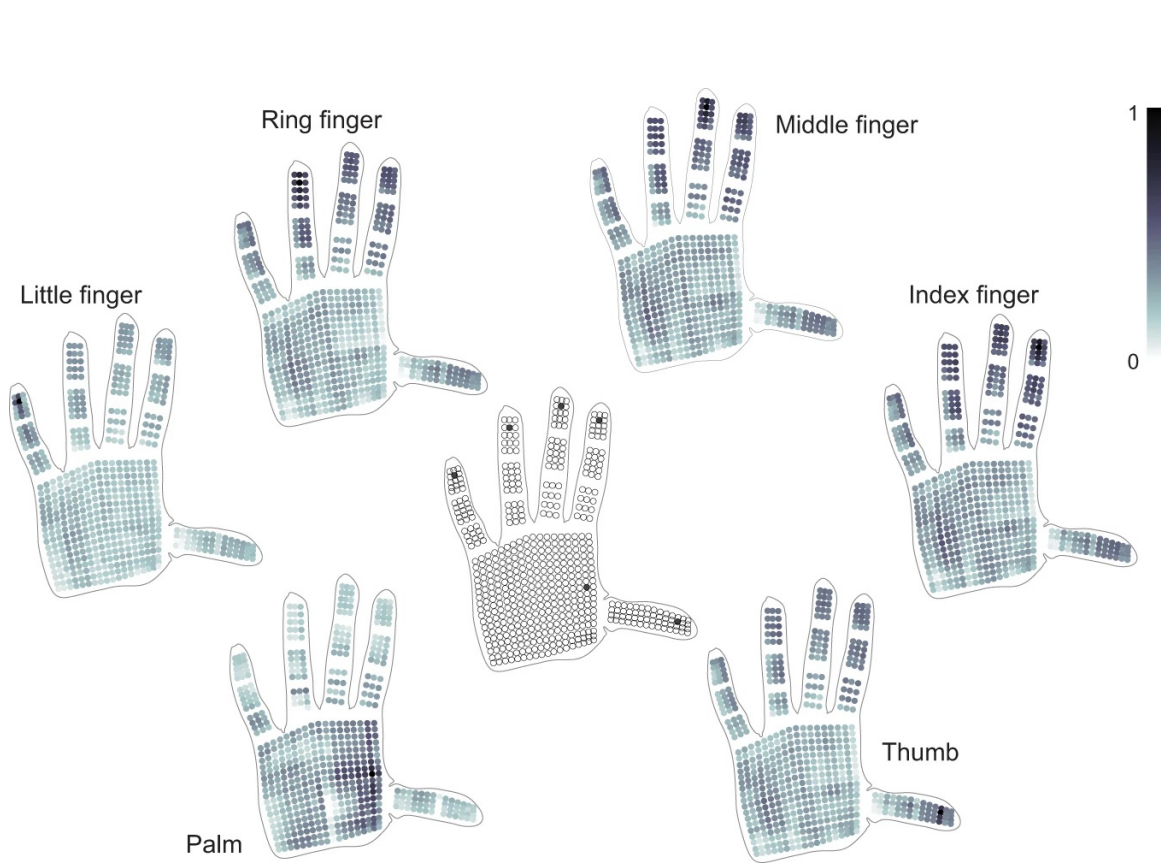 Ring finger
Middle finger
1
Little finger
Index finger
0
Thumb
Palm